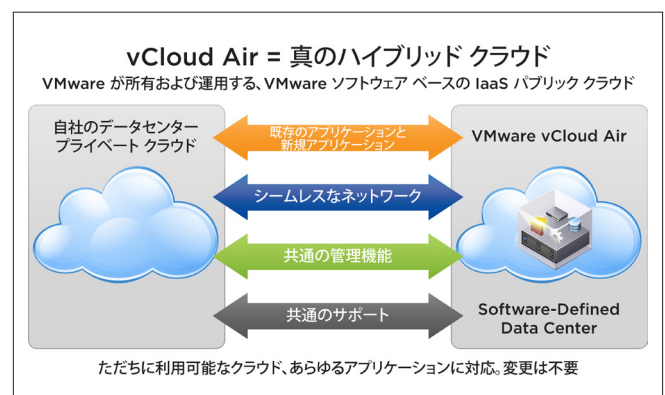 vCloud Air = 真のハイブリッド クラウド
VMware が所有および運用する、VMware ソフトウェア ベースの IaaS パブリック クラウド
自社のデータセンター
プライベート クラウド
既存のアプリケーションと
新規アプリケーション
VMware vCloud Air
シームレスなネットワーク
共通の管理機能
共通のサポート
Software-Defined
Data Center
ただちに利用可能なクラウド、あらゆるアプリケーションに対応。変更は不要